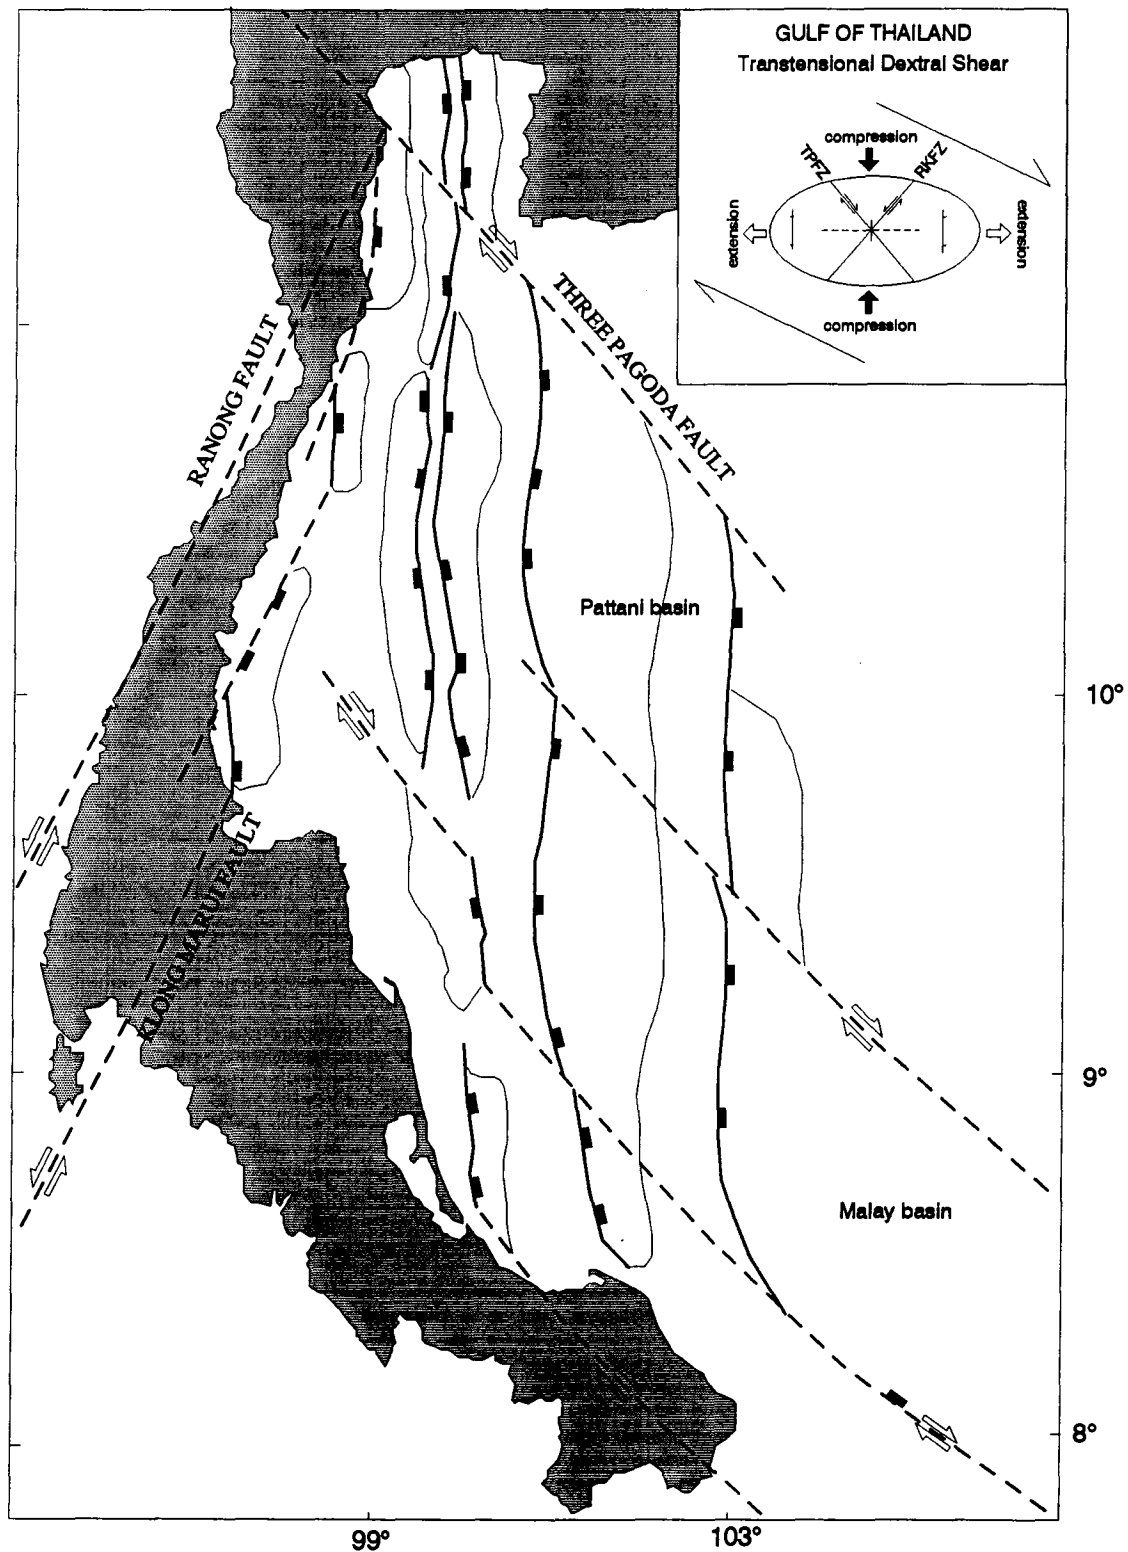 GULF OF THAILAND
Transtensional Dextral Shear
compression
TPFZ
RKFZ
extension
extension
compression
THREE PAGODA FAULT
RANONG FAULT
Pattani basin
10°
KLONG MARUI FAULT
9°
Malay basin
8°
99°
103°